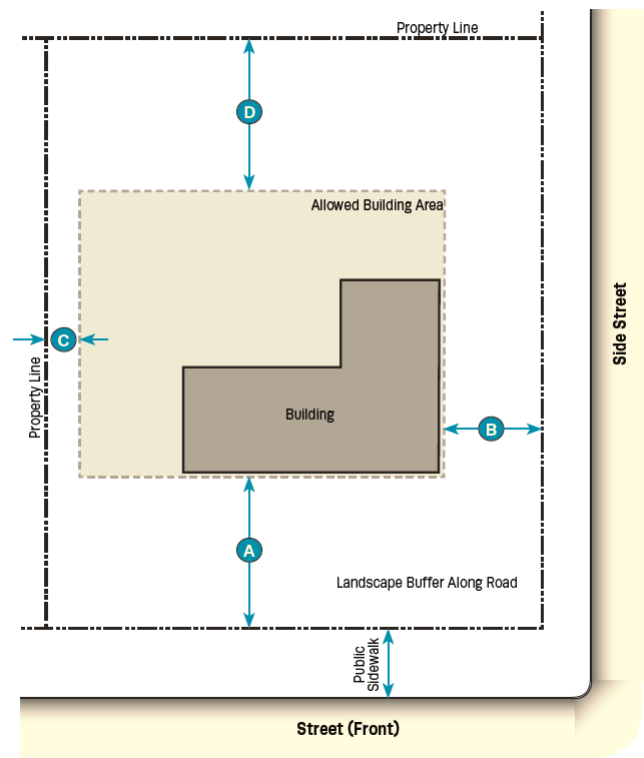 Property Line
D
Allowed Building Area
Side Street
C
Property Line
Building
B
A
Landscape Buffer Along Road
Public
Sidewalk
Street (Front)